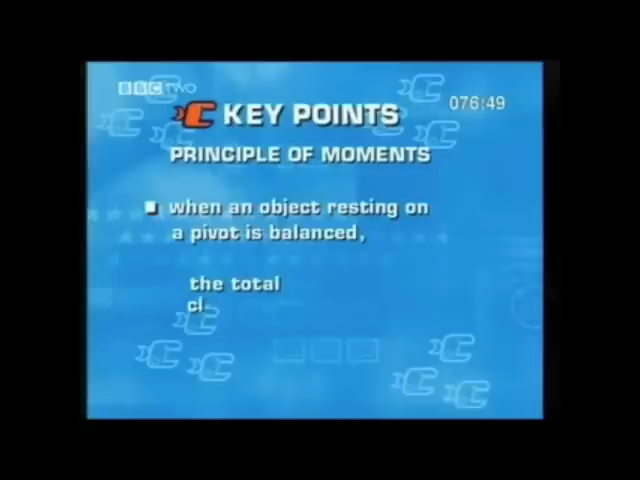 BBC TWO
076:49
KEY POINTS
PRINCIPLE OF MOMENTS
when an object resting on
a pivot is balanced,
the total
cl